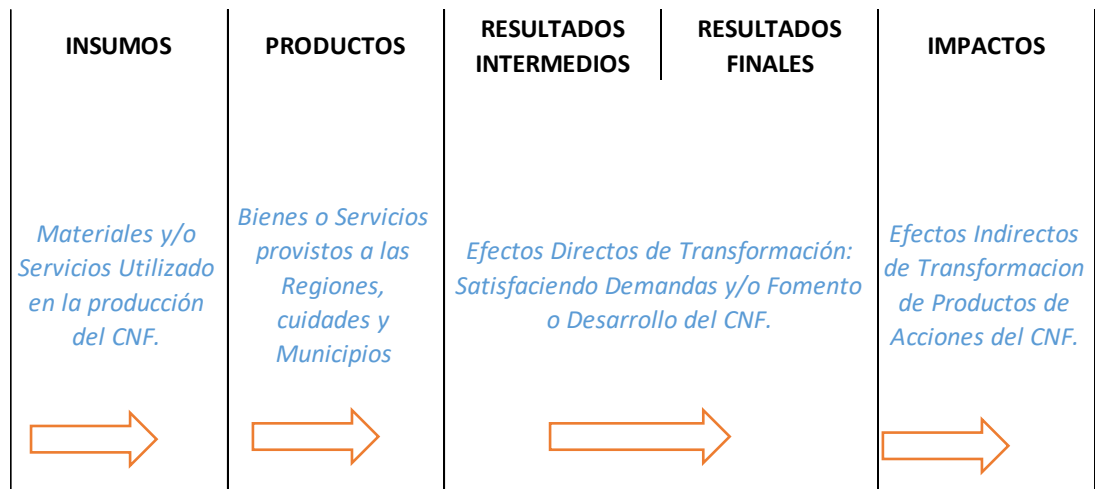 INSUMOS
PRODUCTOS
RESULTADOS
INTERMEDIOS
RESULTADOS
FINALES
IMPACTOS
Materiales y/o
Servicios Utilizado
en la producción
del CNF.
Bienes o Servicios
provistos a las
Regiones,
cuidades y
Municipios
Efectos Directos de Transformación:
Satisfaciendo Demandas y/o Fomento
o Desarrollo del CNF.
Efectos Indirectos
de Transformacion
de Productos de
Acciones del CNF.